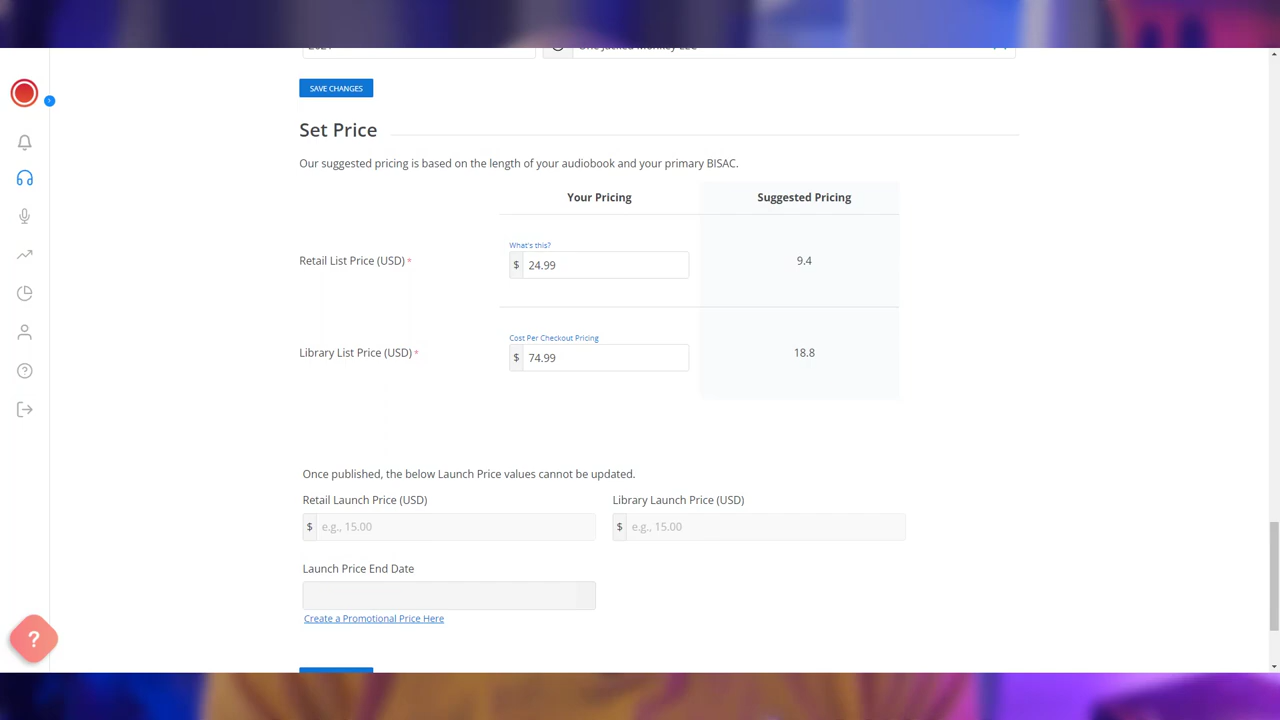 SAVE CHANGES
Set Price
Our suggested pricing is based on the length of your audiobook and your primary BISAC.
Your Pricing
Suggested Pricing
What's this?
Retail List Price (USD) *
$ 24.99
9.4
Cost Per Checkout Pricing
Library List Price (USD) *
$ 74.99
18.8
Once published, the below Launch Price values cannot be updated.
Retail Launch Price (USD)
Library Launch Price (USD)
$ e.g., 15.00
$ e.g., 15.00
Launch Price End Date
Create a Promotional Price Here
?